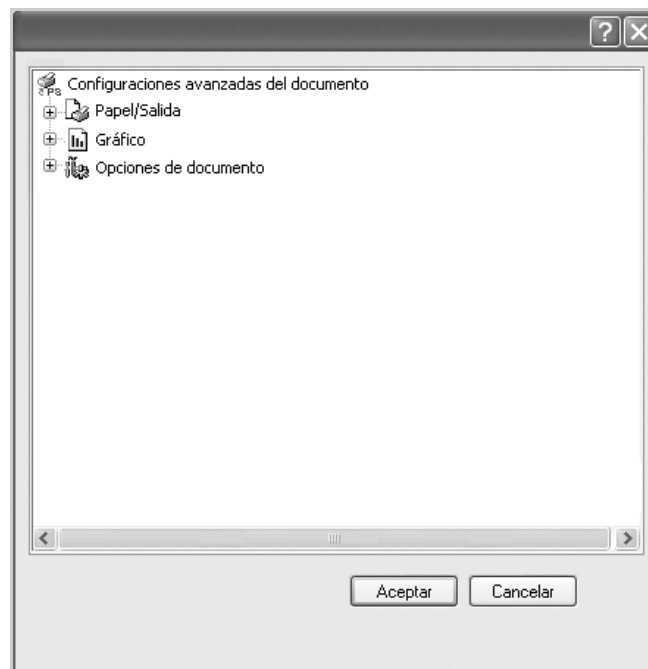 Configuraciones avanzadas del documento
Papel/Salida
Gráfico
Opciones de documento
Aceptar
Cancelar